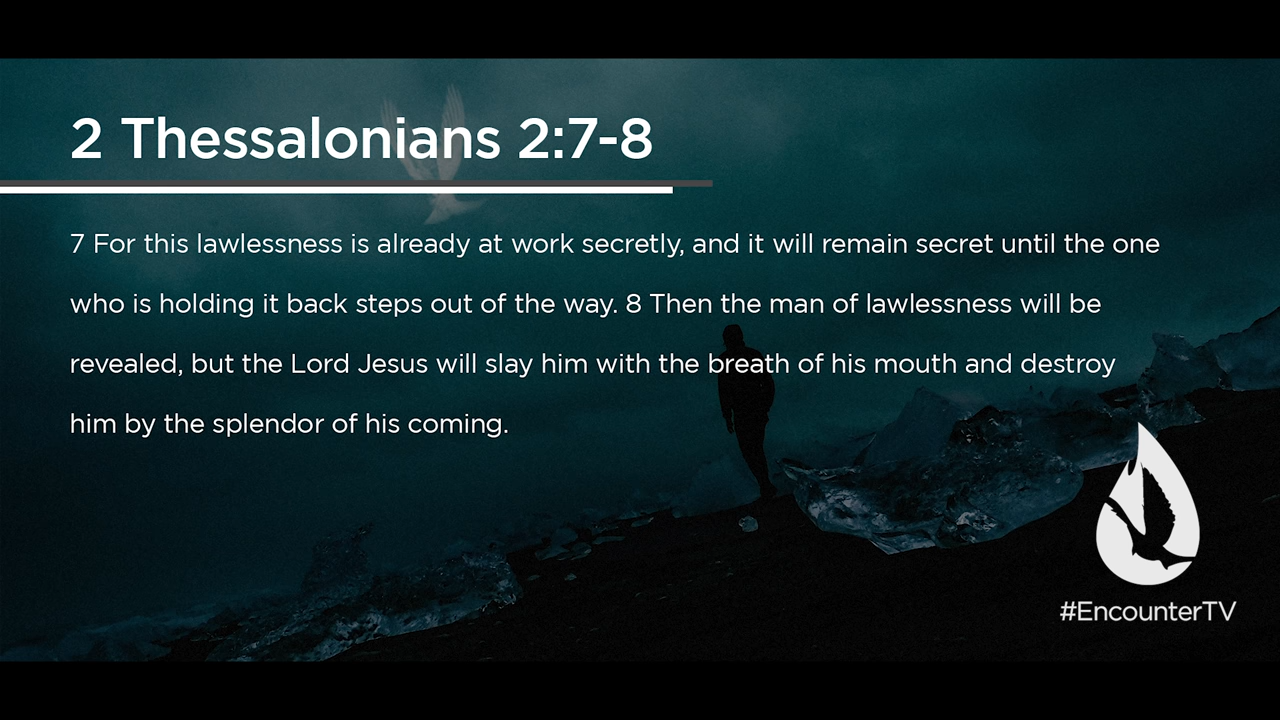 2 Thessalonians 2:7-8
7 For this lawlessness is already at work secretly, and it will remain secret until the one
who is holding it back steps out of the way. 8 Then the man of lawlessness will be
revealed, but the Lord Jesus will slay him with the breath of his mouth and destroy
him by the splendor of his coming.
#EncounterTV